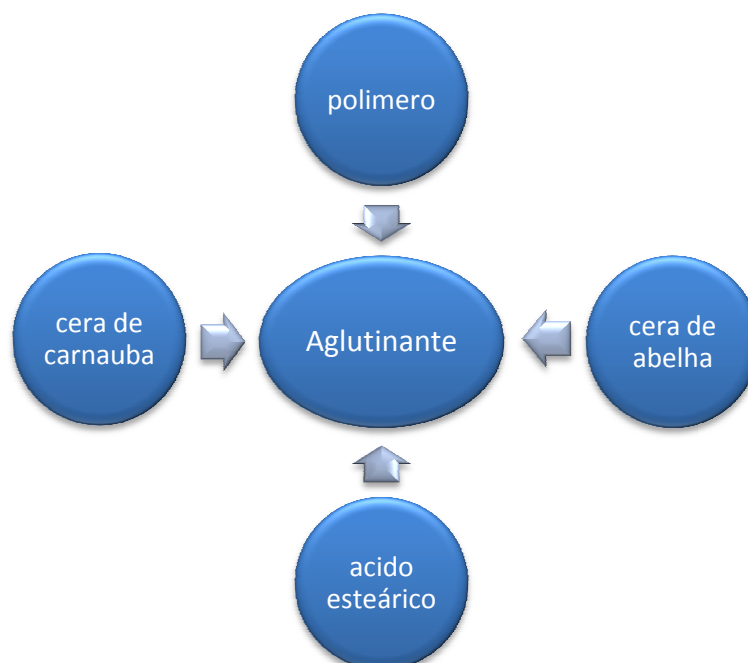 polimero
cera de
carnauba
Aglutinante
cera de
abelha
acido
esteárico